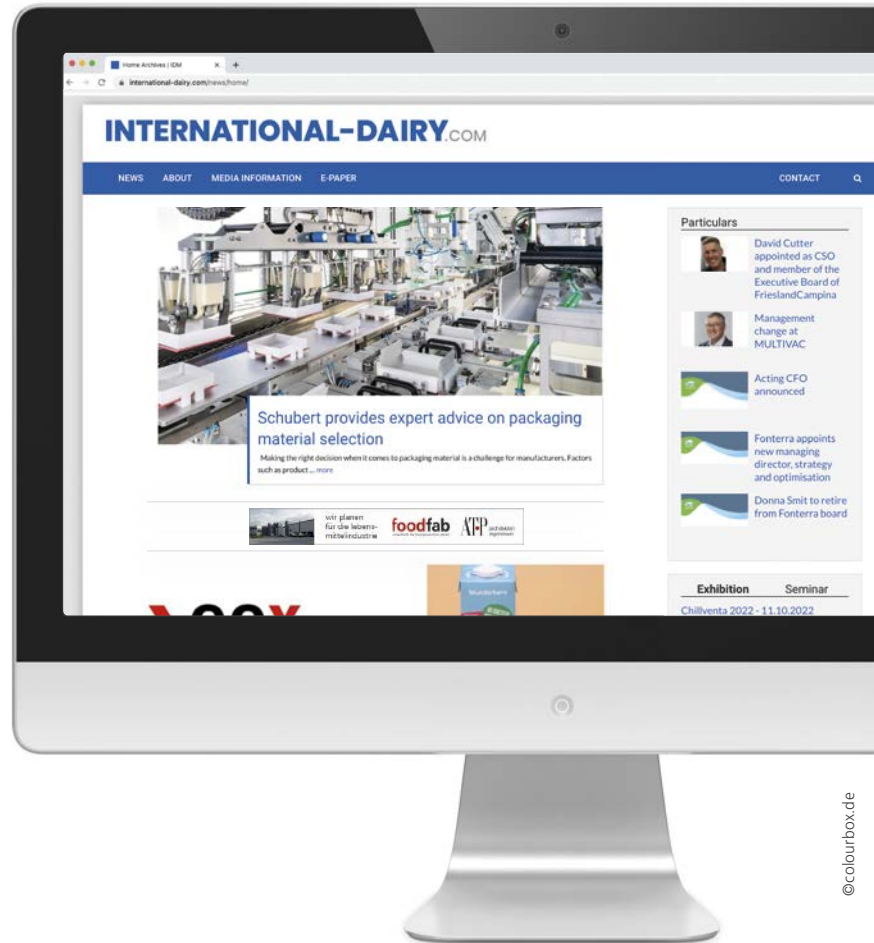 Home Archives | IDM
international-dairy.com/news/home/
INTERNATIONAL-DAIRY.COM
NEWS ABOUT MEDIA INFORMATION E-PAPER CONTACT
Schubert provides expert advice on packaging
material selection
Making the right decision when it comes to packaging material is a challenge for manufacturers. Factors
such as product ... more
wir planen
für die lebens-
mittelindustrie
foodfab
ATP architekten
ingenieure
Particulars
David Cutter
appointed as CSO
and member of the
Executive Board of
FrieslandCampina
Management
change at
MULTIVAC
Acting CFO
announced
Fonterra appoints
new managing
director, strategy
and optimisation
Donna Smit to retire
from Fonterra board
Exhibition Seminar
Chillventa 2022 - 11.10.2022
©colourbox.de